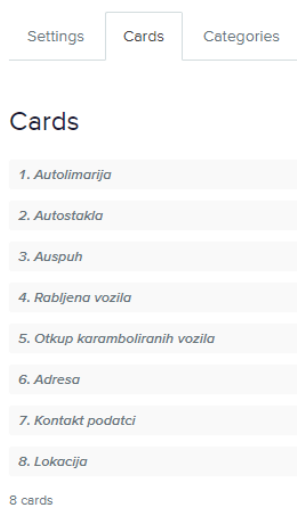 Settings Cards Categories
Cards
1. Autolimarija
2. Autostakla
3. Auspuh
4. Rabljena vozila
5. Otkup karamboliranih vozila
6. Adresa
7. Kontakt podatci
8. Lokacija
8 cards